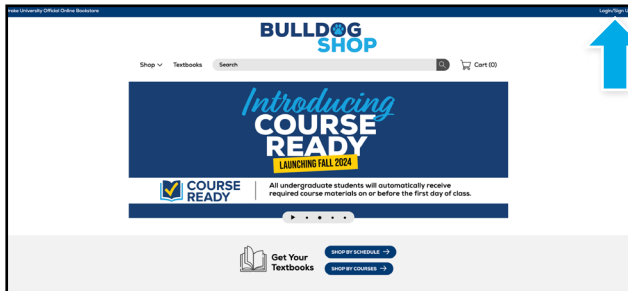 Drake University Official Online Bookstore
Login/Sign U
BULLDOG
SHOP
Shop
Textbooks
Search
Cart (0)
Introducing
COURSE
READY
LAUNCHING FALL 2024
COURSE
READY
All undergraduate students will automatically receive
required course materials on or before the first day of class.
Get Your
Textbooks
SHOP BY SCHEDULE →
SHOP BY COURSES →